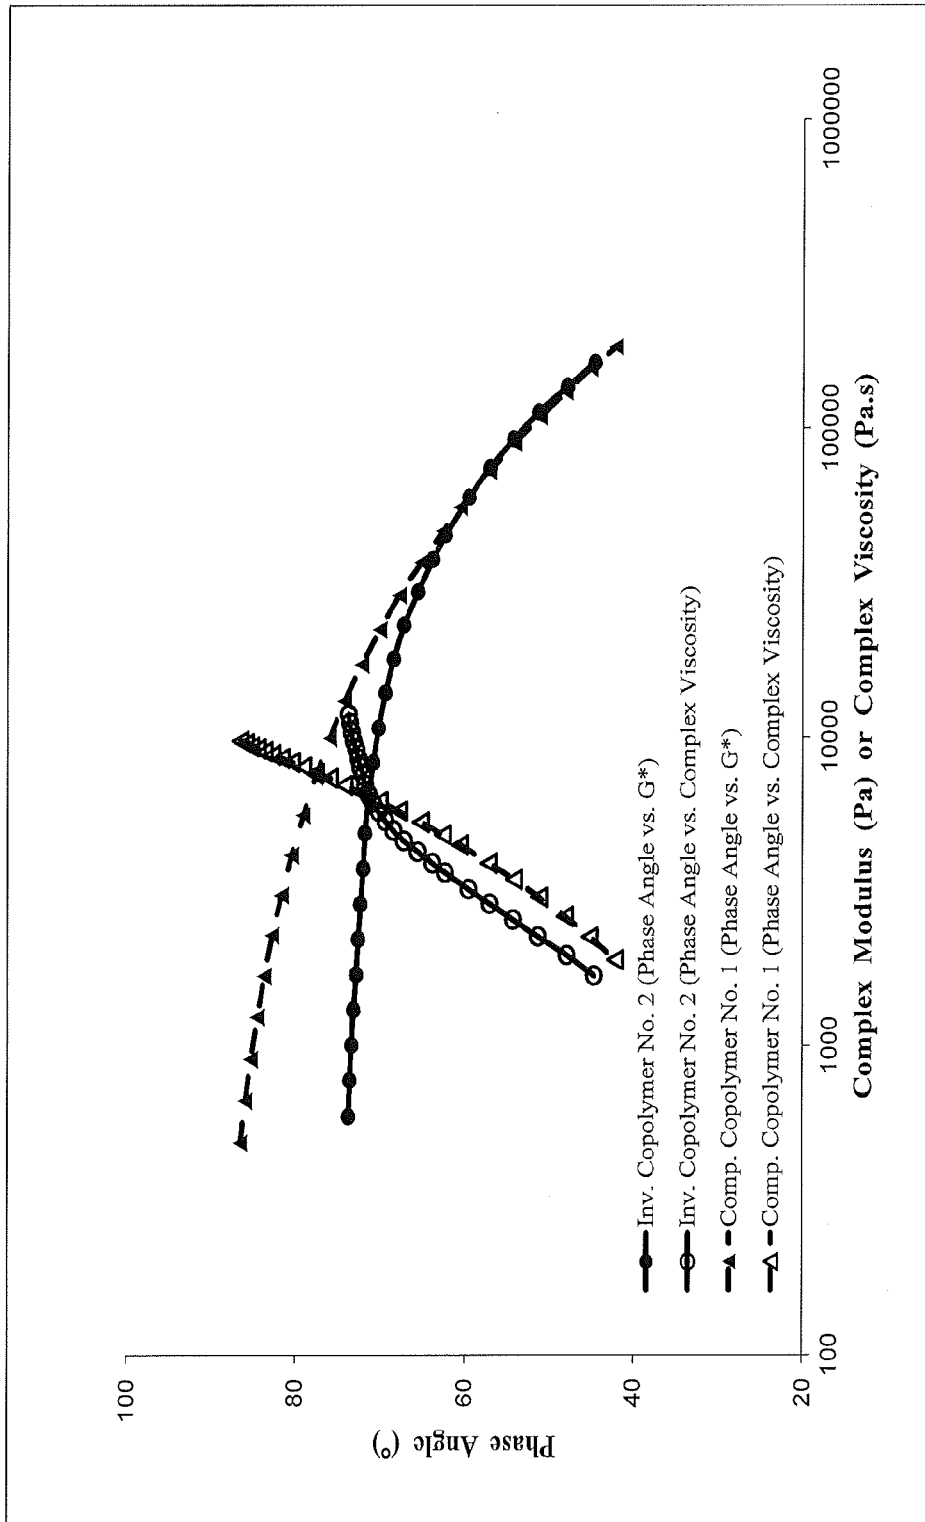 Phase Angle (°)
100
80
60
40
20
100
1000
10000
100000
1000000
Complex Modulus (Pa) or Complex Viscosity (Pa.s)
Inv. Copolymer No. 2 (Phase Angle vs. G*)
Inv. Copolymer No. 2 (Phase Angle vs. Complex Viscosity)
Comp. Copolymer No. 1 (Phase Angle vs. G*)
Comp. Copolymer No. 1 (Phase Angle vs. Complex Viscosity)